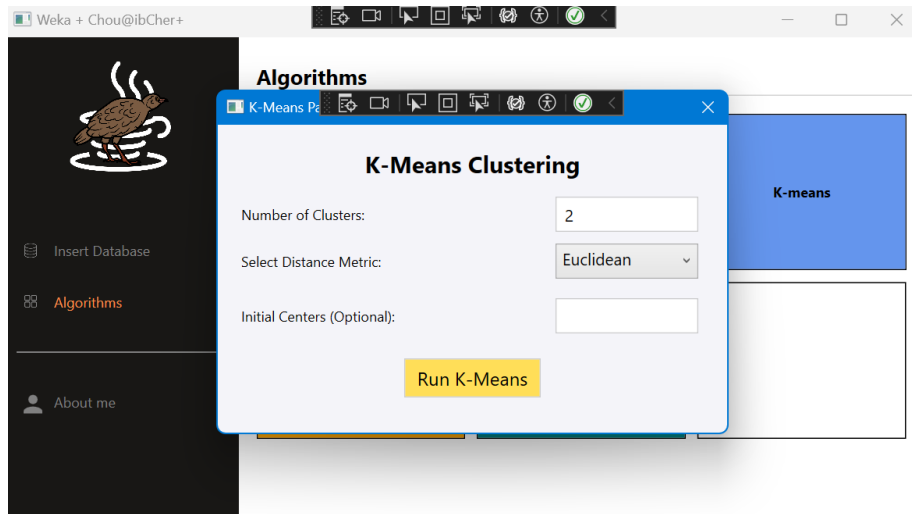 Weka + Chou@ibCher+
Algorithms
K-Means Pa
K-Means Clustering
Number of Clusters:
2
Select Distance Metric:
Euclidean
Initial Centers (Optional):
Run K-Means
K-means
Insert Database
Algorithms
About me